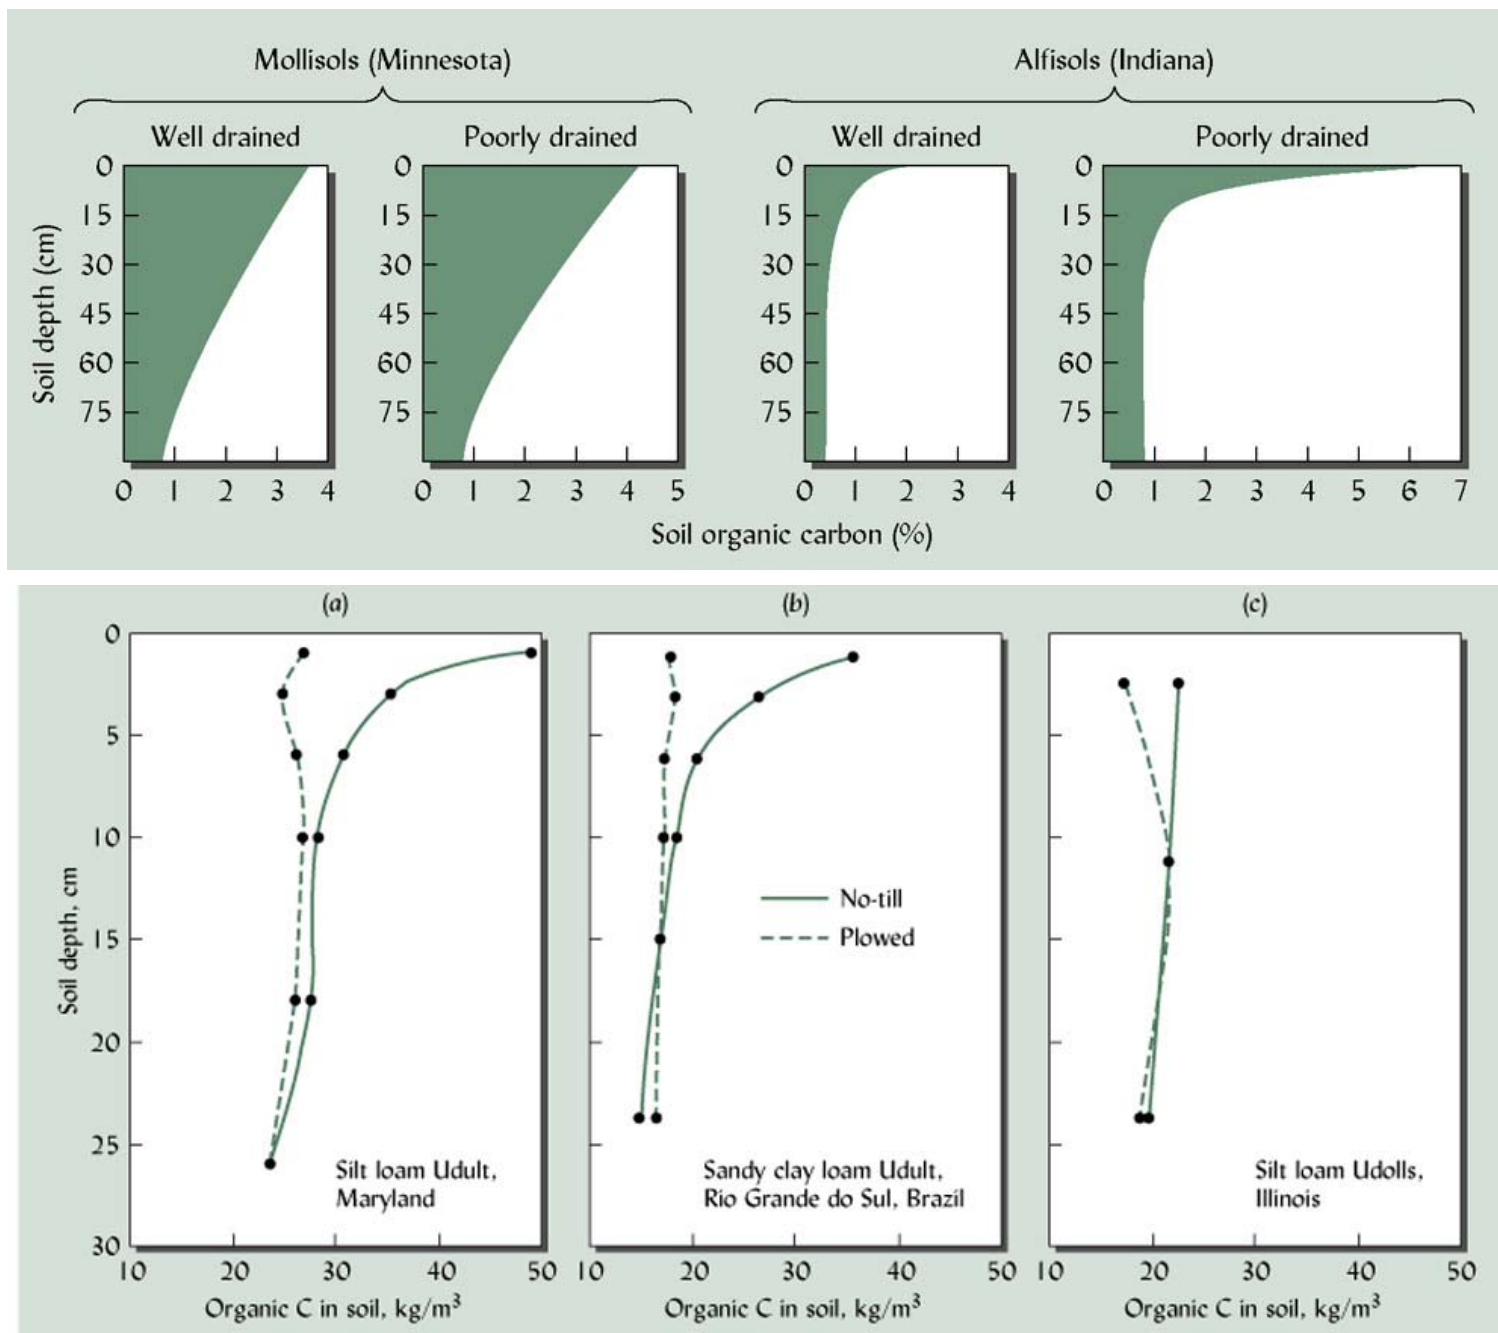 Mollisols (Minnesota)
Alfisols (Indiana)
Well drained
Poorly drained
Well drained
Poorly drained
Soil depth (cm)
0
15
30
45
60
75
0 1 2 3 4
0
15
30
45
60
75
0 1 2 3 4 5
0
15
30
45
60
75
0 1 2 3 4
0
15
30
45
60
75
0 1 2 3 4 5 6 7
Soil organic carbon (%)
(a)
(b)
(c)
Soil depth, cm
0
5
10
15
20
25
30
No-till
Plowed
Silt loam Udult,
Maryland
Sandy clay loam Udult,
Rio Grande do Sul, Brazil
Silt loam Udolls,
Illinois
10 20 30 40 50
10 20 30 40 50
10 20 30 40 50
Organic C in soil, kg/m³
Organic C in soil, kg/m³
Organic C in soil, kg/m³